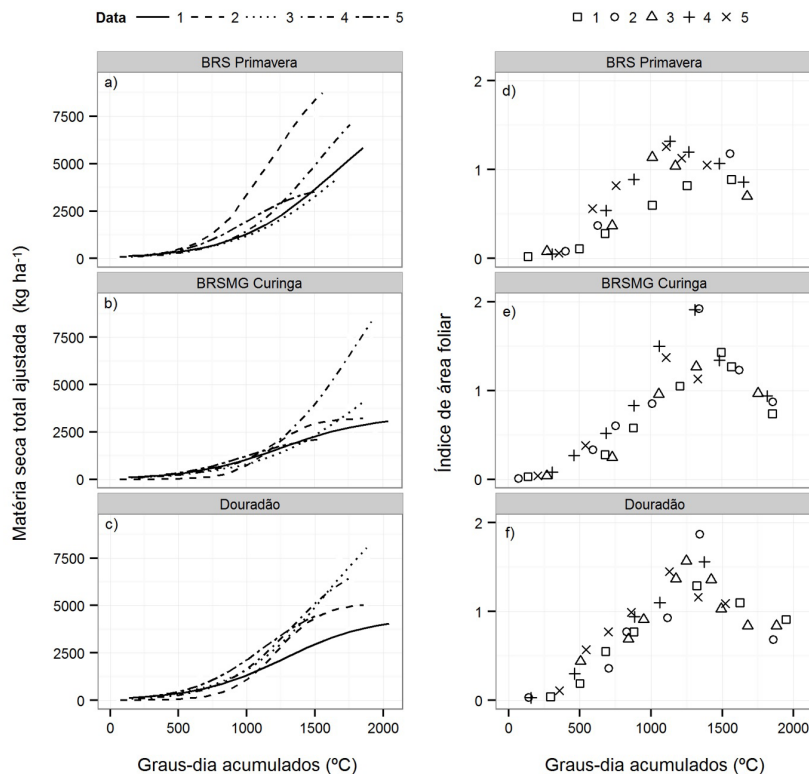 Data 1 2 3 4 5
1 2 3 4 5
Matéria seca total ajustada (kg ha⁻¹)
BRS Primavera
a)
7500
5000
2500
0
BRSMG Curinga
b)
7500
5000
2500
0
Douradão
c)
7500
5000
2500
0
0 500 1000 1500 2000
Graus-dia acumulados (ºC)
Índice de área foliar
BRS Primavera
d)
2
1
0
BRSMG Curinga
e)
2
1
0
Douradão
f)
2
1
0
0 500 1000 1500 2000
Graus-dia acumulados (ºC)